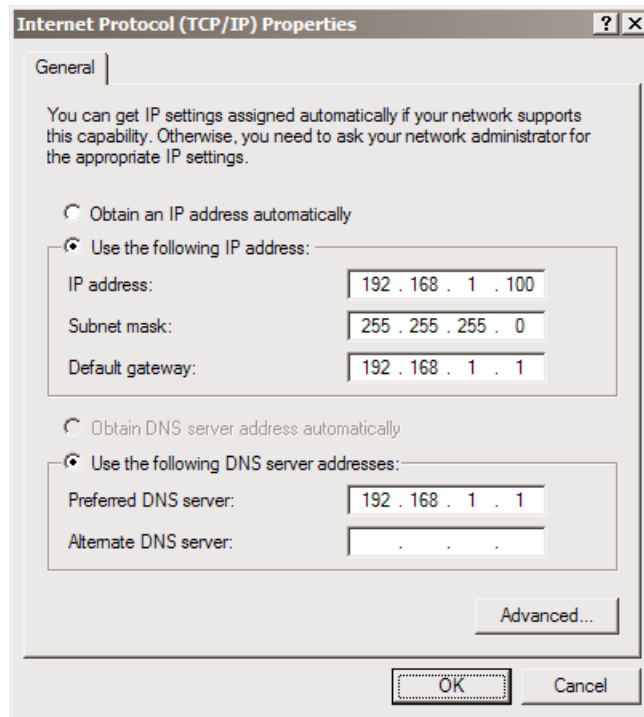 Internet Protocol (TCP/IP) Properties
General
You can get IP settings assigned automatically if your network supports
this capability. Otherwise, you need to ask your network administrator for
the appropriate IP settings.
Obtain an IP address automatically
Use the following IP address:
IP address: 192 . 168 . 1 . 100
Subnet mask: 255 . 255 . 255 . 0
Default gateway: 192 . 168 . 1 . 1
Obtain DNS server address automatically
Use the following DNS server addresses:
Preferred DNS server: 192 . 168 . 1 . 1
Alternate DNS server: . . .
Advanced...
OK Cancel